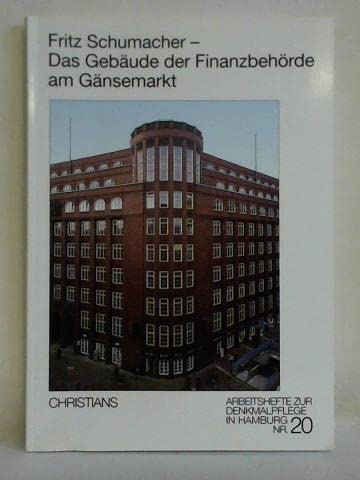 Fritz Schumacher –
Das Gebäude der Finanzbehörde
am Gänsemarkt
CHRISTIANS
ARBEITSHEFTE ZUR
DENKMALPFLEGE
IN HAMBURG
NR. 20